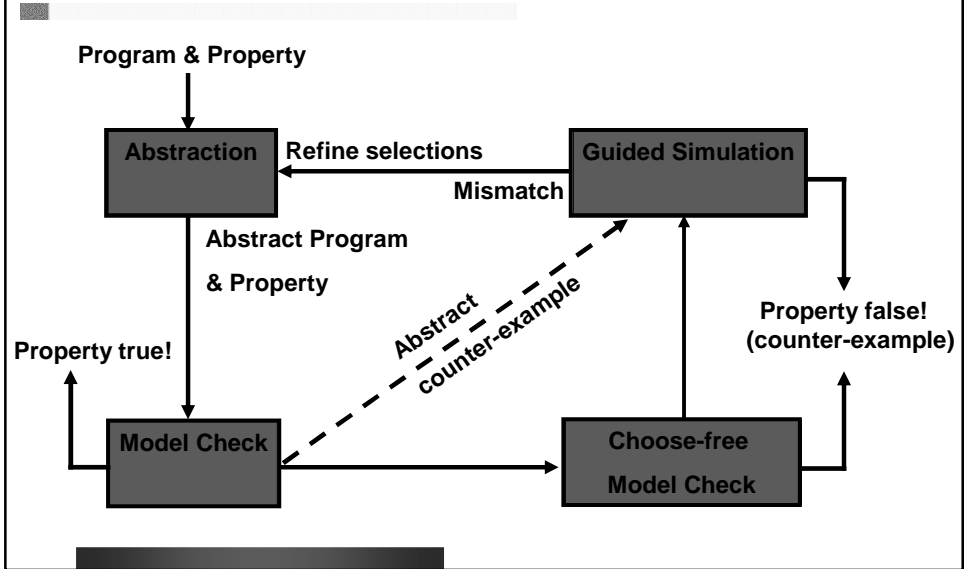 Program & Property
Abstraction
Refine selections
Mismatch
Guided Simulation
Abstract Program
& Property
Abstract
counter-example
Property false!
(counter-example)
Property true!
Model Check
Choose-free
Model Check